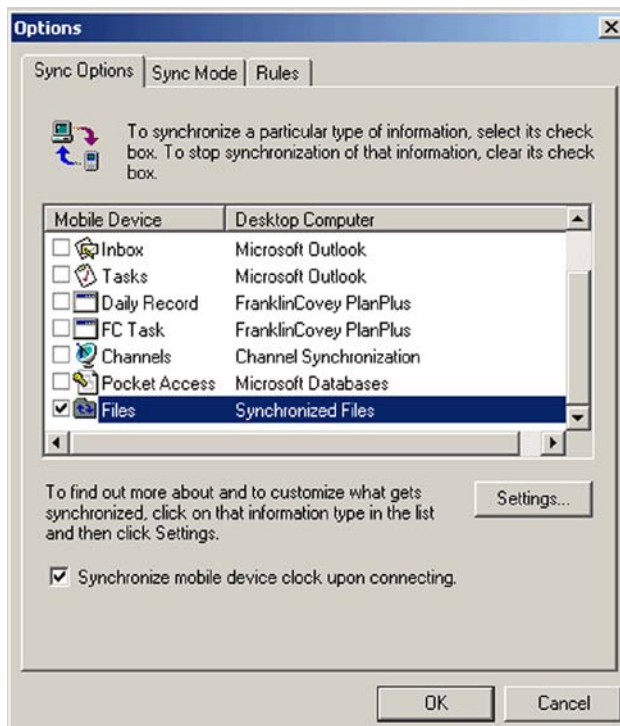 Options
Sync Options Sync Mode Rules
To synchronize a particular type of information, select its check
box. To stop synchronization of that information, clear its check
box.
Mobile Device Desktop Computer
Inbox Microsoft Outlook
Tasks Microsoft Outlook
Daily Record FranklinCovey PlanPlus
FC Task FranklinCovey PlanPlus
Channels Channel Synchronization
Pocket Access Microsoft Databases
Files Synchronized Files
To find out more about and to customize what gets
synchronized, click on that information type in the list
and then click Settings.
Settings...
Synchronize mobile device clock upon connecting.
OK Cancel